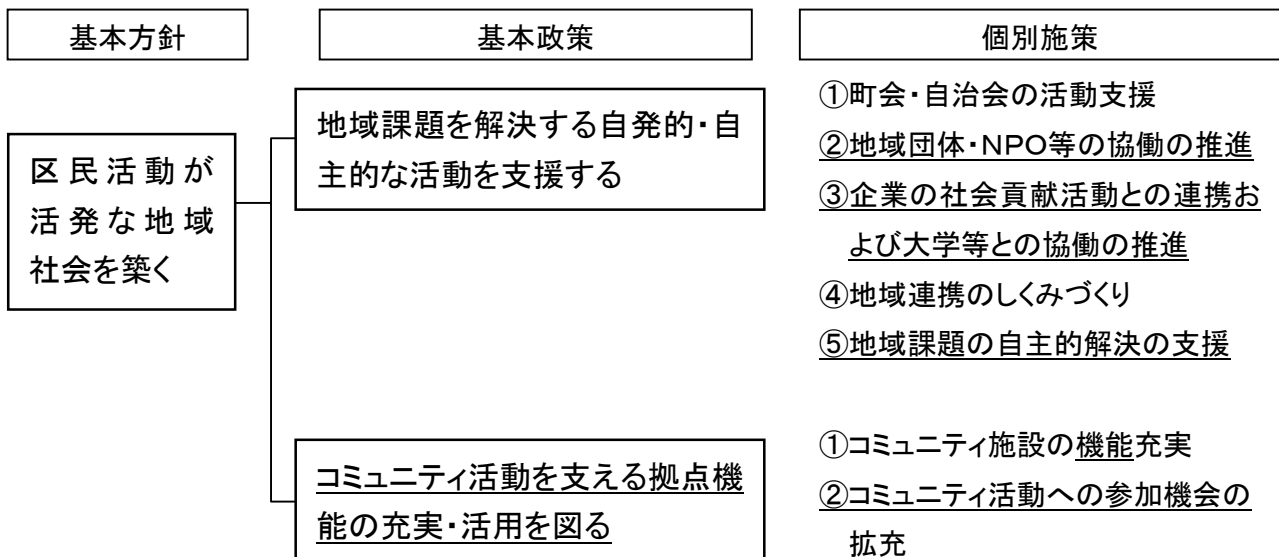 基本方針
基本政策
個別施策
区民活動が
活発な地域
社会を築く
地域課題を解決する自発的・自
主的な活動を支援する
①町会・自治会の活動支援
②地域団体・NPO等の協働の推進
③企業の社会貢献活動との連携お
よび大学等との協働の推進
④地域連携のしくみづくり
⑤地域課題の自主的解決の支援
コミュニティ活動を支える拠点機
能の充実・活用を図る
①コミュニティ施設の機能充実
②コミュニティ活動への参加機会の
拡充